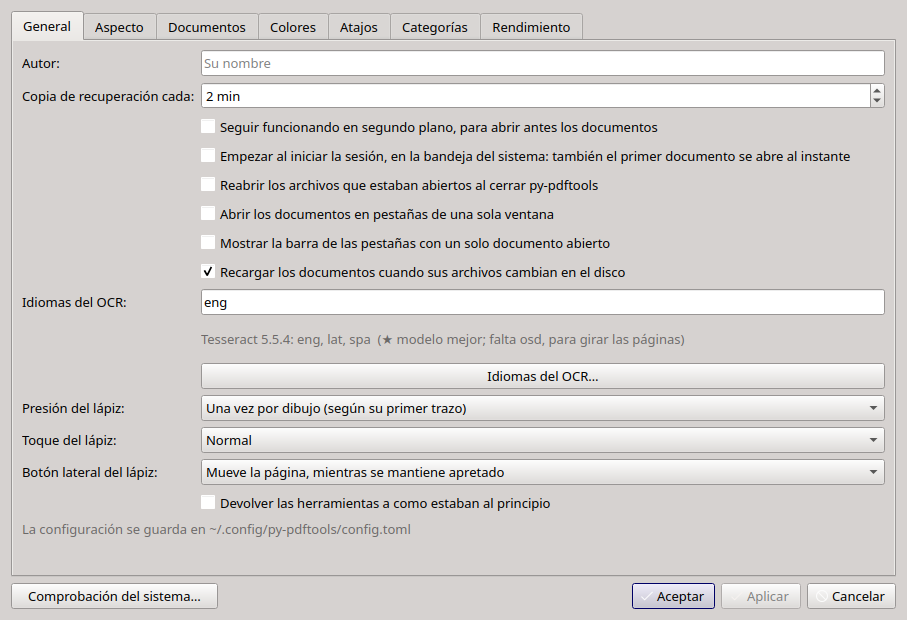 General
Aspecto
Documentos
Colores
Atajos
Categorías
Rendimiento
Autor:
Su nombre
Copia de recuperación cada:
2 min
Seguir funcionando en segundo plano, para abrir antes los documentos
Empezar al iniciar la sesión, en la bandeja del sistema: también el primer documento se abre al instante
Reabrir los archivos que estaban abiertos al cerrar py-pdftools
Abrir los documentos en pestañas de una sola ventana
Mostrar la barra de las pestañas con un solo documento abierto
Recargar los documentos cuando sus archivos cambian en el disco
Idiomas del OCR:
eng
Tesseract 5.5.4: eng, lat, spa (★ modelo mejor; falta osd, para girar las páginas)
Idiomas del OCR...
Presión del lápiz:
Una vez por dibujo (según su primer trazo)
Toque del lápiz:
Normal
Botón lateral del lápiz:
Mueve la página, mientras se mantiene apretado
Devolver las herramientas a como estaban al principio
La configuración se guarda en ~/.config/py-pdftools/config.toml
Comprobación del sistema...
Aceptar
Aplicar
Cancelar